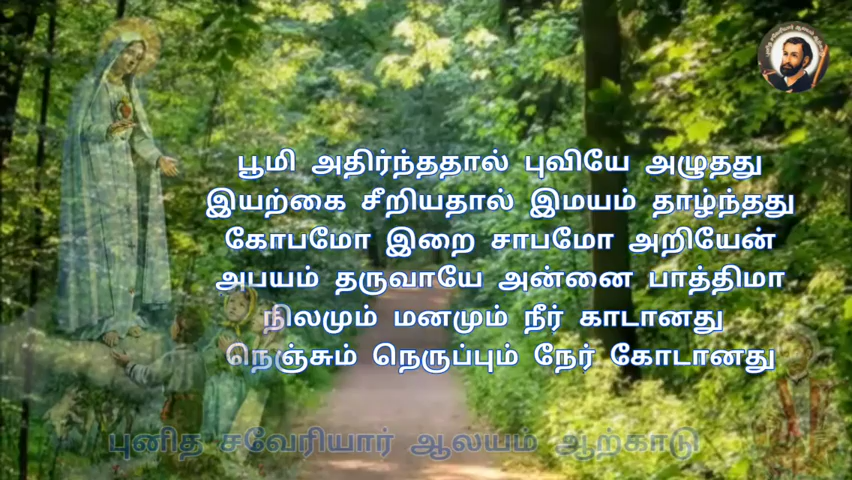 பூமி அதிர்ந்ததால் புவியே அழுதது
இயற்கை சீறியதால் இமயம் தாழ்ந்தது
கோபமோ இறை சாபமோ அறியேன்
அபயம் தருவாயே அன்னை பாத்திமா
நிலமும் மனமும் நீர் காடானது
நெஞ்சும் நெருப்பும் நேர் கோடானது
புனித சவேரியார் ஆலயம் ஆற்காடு